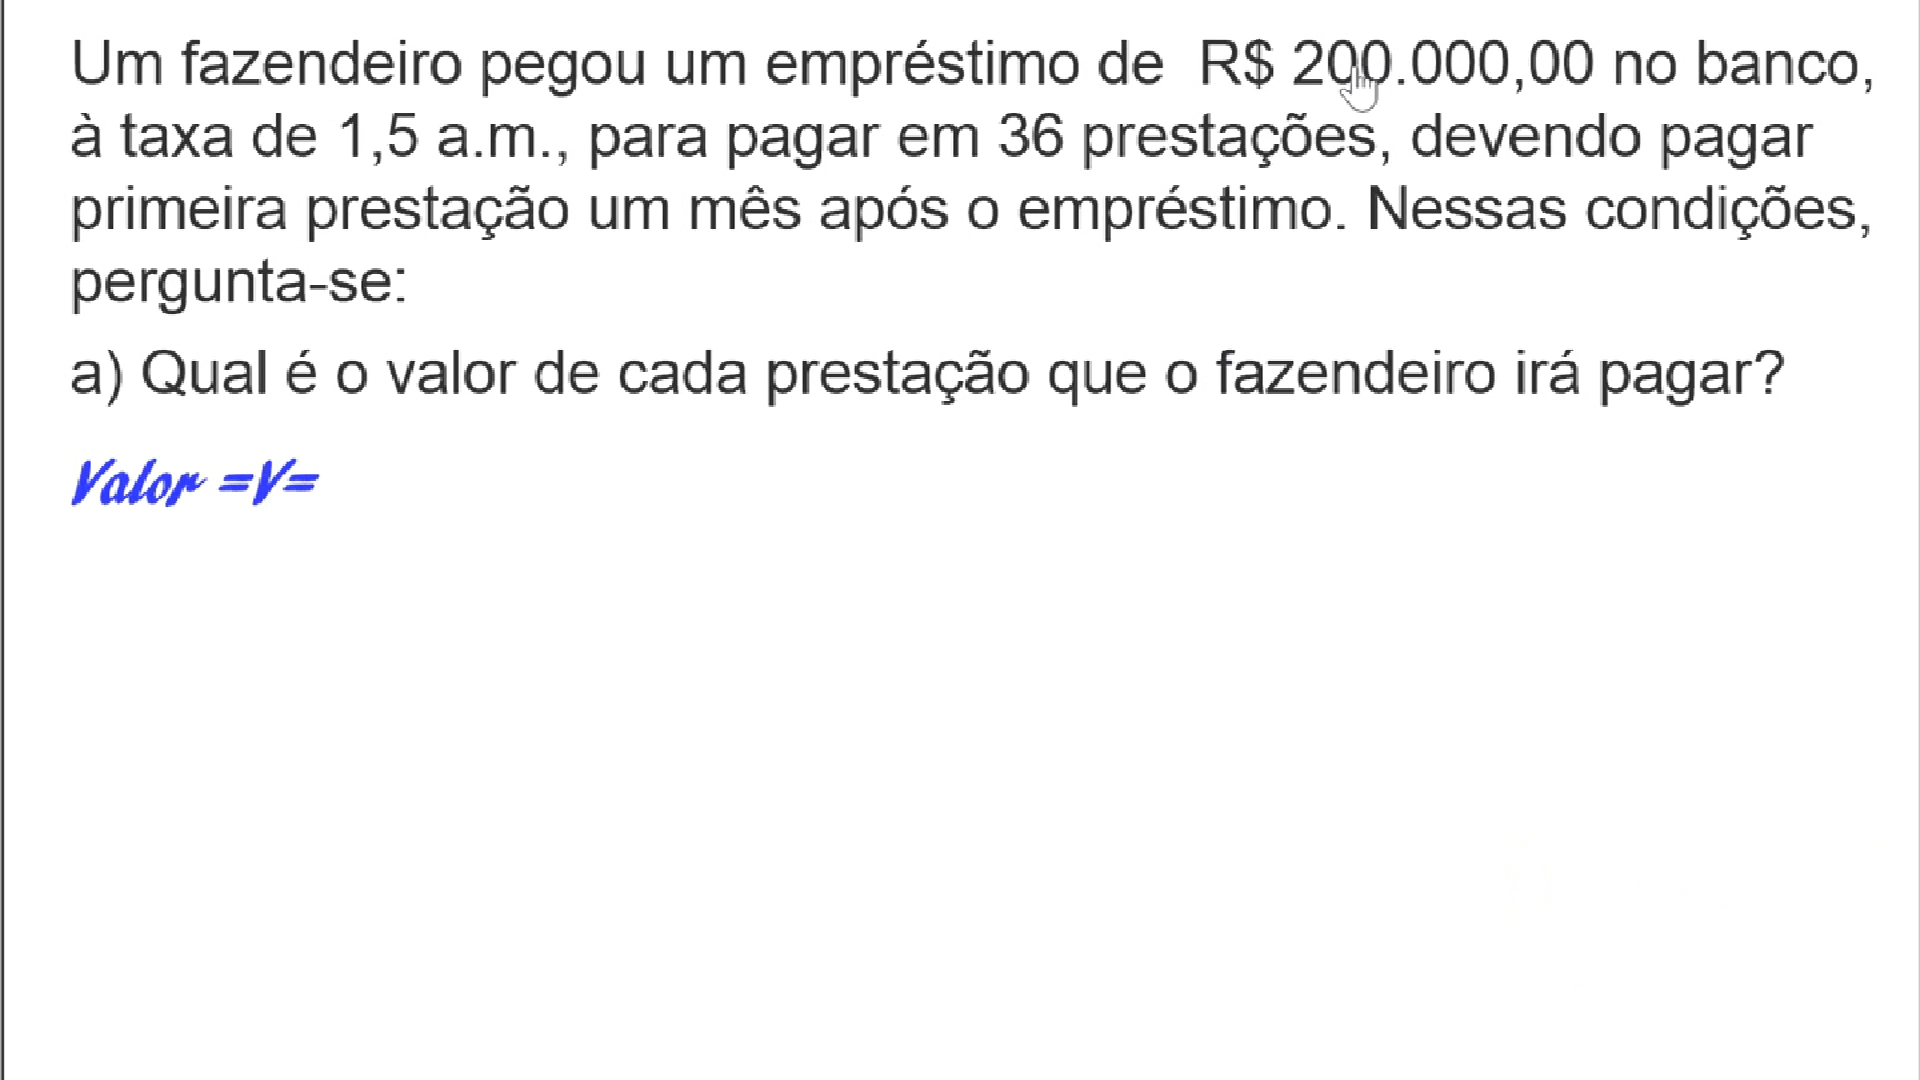 Um fazendeiro pegou um empréstimo de R$ 200.000,00 no banco,
à taxa de 1,5 a.m., para pagar em 36 prestações, devendo pagar
primeira prestação um mês após o empréstimo. Nessas condições,
pergunta-se:
a) Qual é o valor de cada prestação que o fazendeiro irá pagar?
Valor =V=